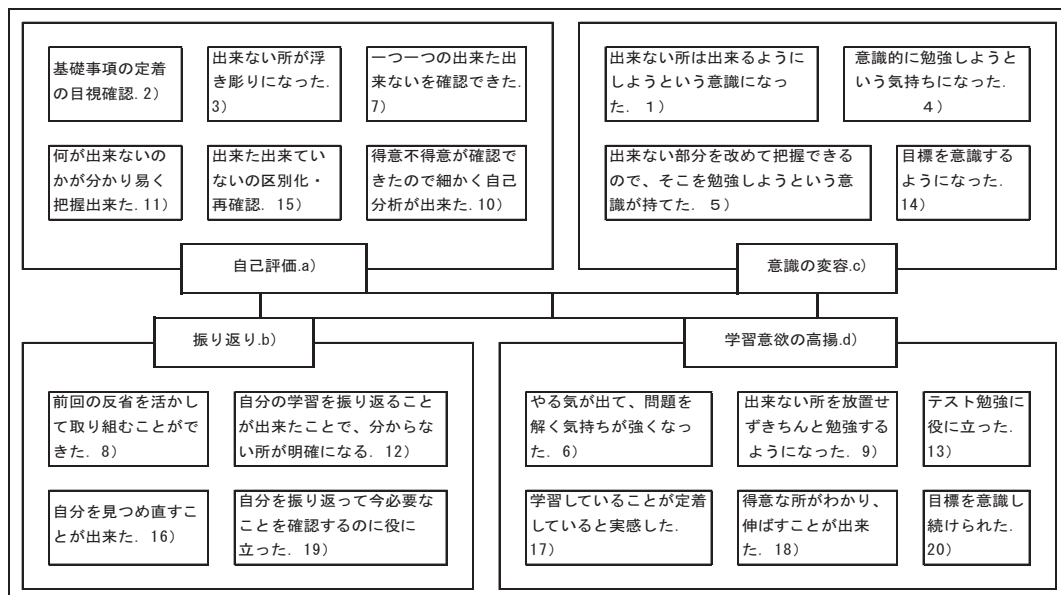 基礎事項の定着
の目視確認. 2)
出来ない所が浮
き彫りになった.
3)
一つ一つの出来た出
来ないを確認できた.
7)
何が出来ないの
かが分かり易く
把握出来た. 11)
出来た出来てい
ないの区別化・
再確認. 15)
得意不得意が確認で
きたので細かく自己
分析が出来た. 10)
自己評価.a)
出来ない所は出来るように
しようという意識になっ
た. 1)
意識的に勉強しようと
いう気持ちになった.
4)
出来ない部分を改めて把握できる
ので、そこを勉強しようという意
識が持てた. 5)
目標を意識する
ようになった.
14)
意識の変容.c)
振り返り.b)
前回の反省を活かし
て取り組むことがで
きた. 8)
自分の学習を振り返ること
が出来たことで、分からな
い所が明確になる. 12)
自分を見つめ直すこ
とが出来た. 16)
自分を振り返って今必要な
ことを確認するのに役に
立った. 19)
学習意欲の高揚.d)
やる気が出て、問題を
解く気持ちが強くなっ
た. 6)
出来ない所を放置せ
ずきちんと勉強する
ようになった. 9)
テスト勉強に
役に立った.
13)
学習していることが定着
していると実感した.
17)
得意な所がわかり、
伸ばすことが出来
た. 18)
目標を意識し
続けられた.
20)